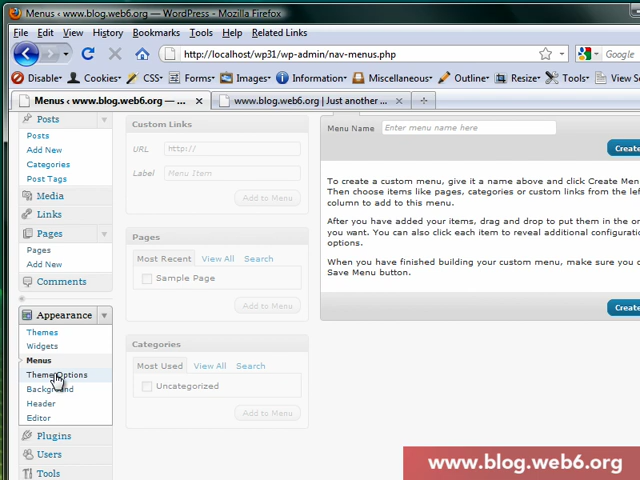 Menus ‹ www.blog.web6.org — WordPress - Mozilla Firefox
File Edit View History Bookmarks Tools Help Related Links
http://localhost/wp31/wp-admin/nav-menus.php
Google
Disable Cookies CSS Forms Images Information Miscellaneous Outline Resize Tools
Menus ‹ www.blog.web6.org — ...
www.blog.web6.org | Just another ...
Posts
Posts
Add New
Categories
Post Tags
Media
Links
Pages
Pages
Add New
Comments
Appearance
Themes
Widgets
Menus
Theme Options
Background
Header
Editor
Plugins
Users
Tools
Custom Links
URL http://
Label Menu Item
Add to Menu
Pages
Most Recent View All Search
Sample Page
Add to Menu
Categories
Most Used View All Search
Uncategorized
Add to Menu
Menu Name Enter menu name here
Create
To create a custom menu, give it a name above and click Create Men
Then choose items like pages, categories or custom links from the left
column to add to this menu.
After you have added your items, drag and drop to put them in the or
you want. You can also click each item to reveal additional configurati
options.
When you have finished building your custom menu, make sure you c
Save Menu button.
Create
www.blog.web6.org